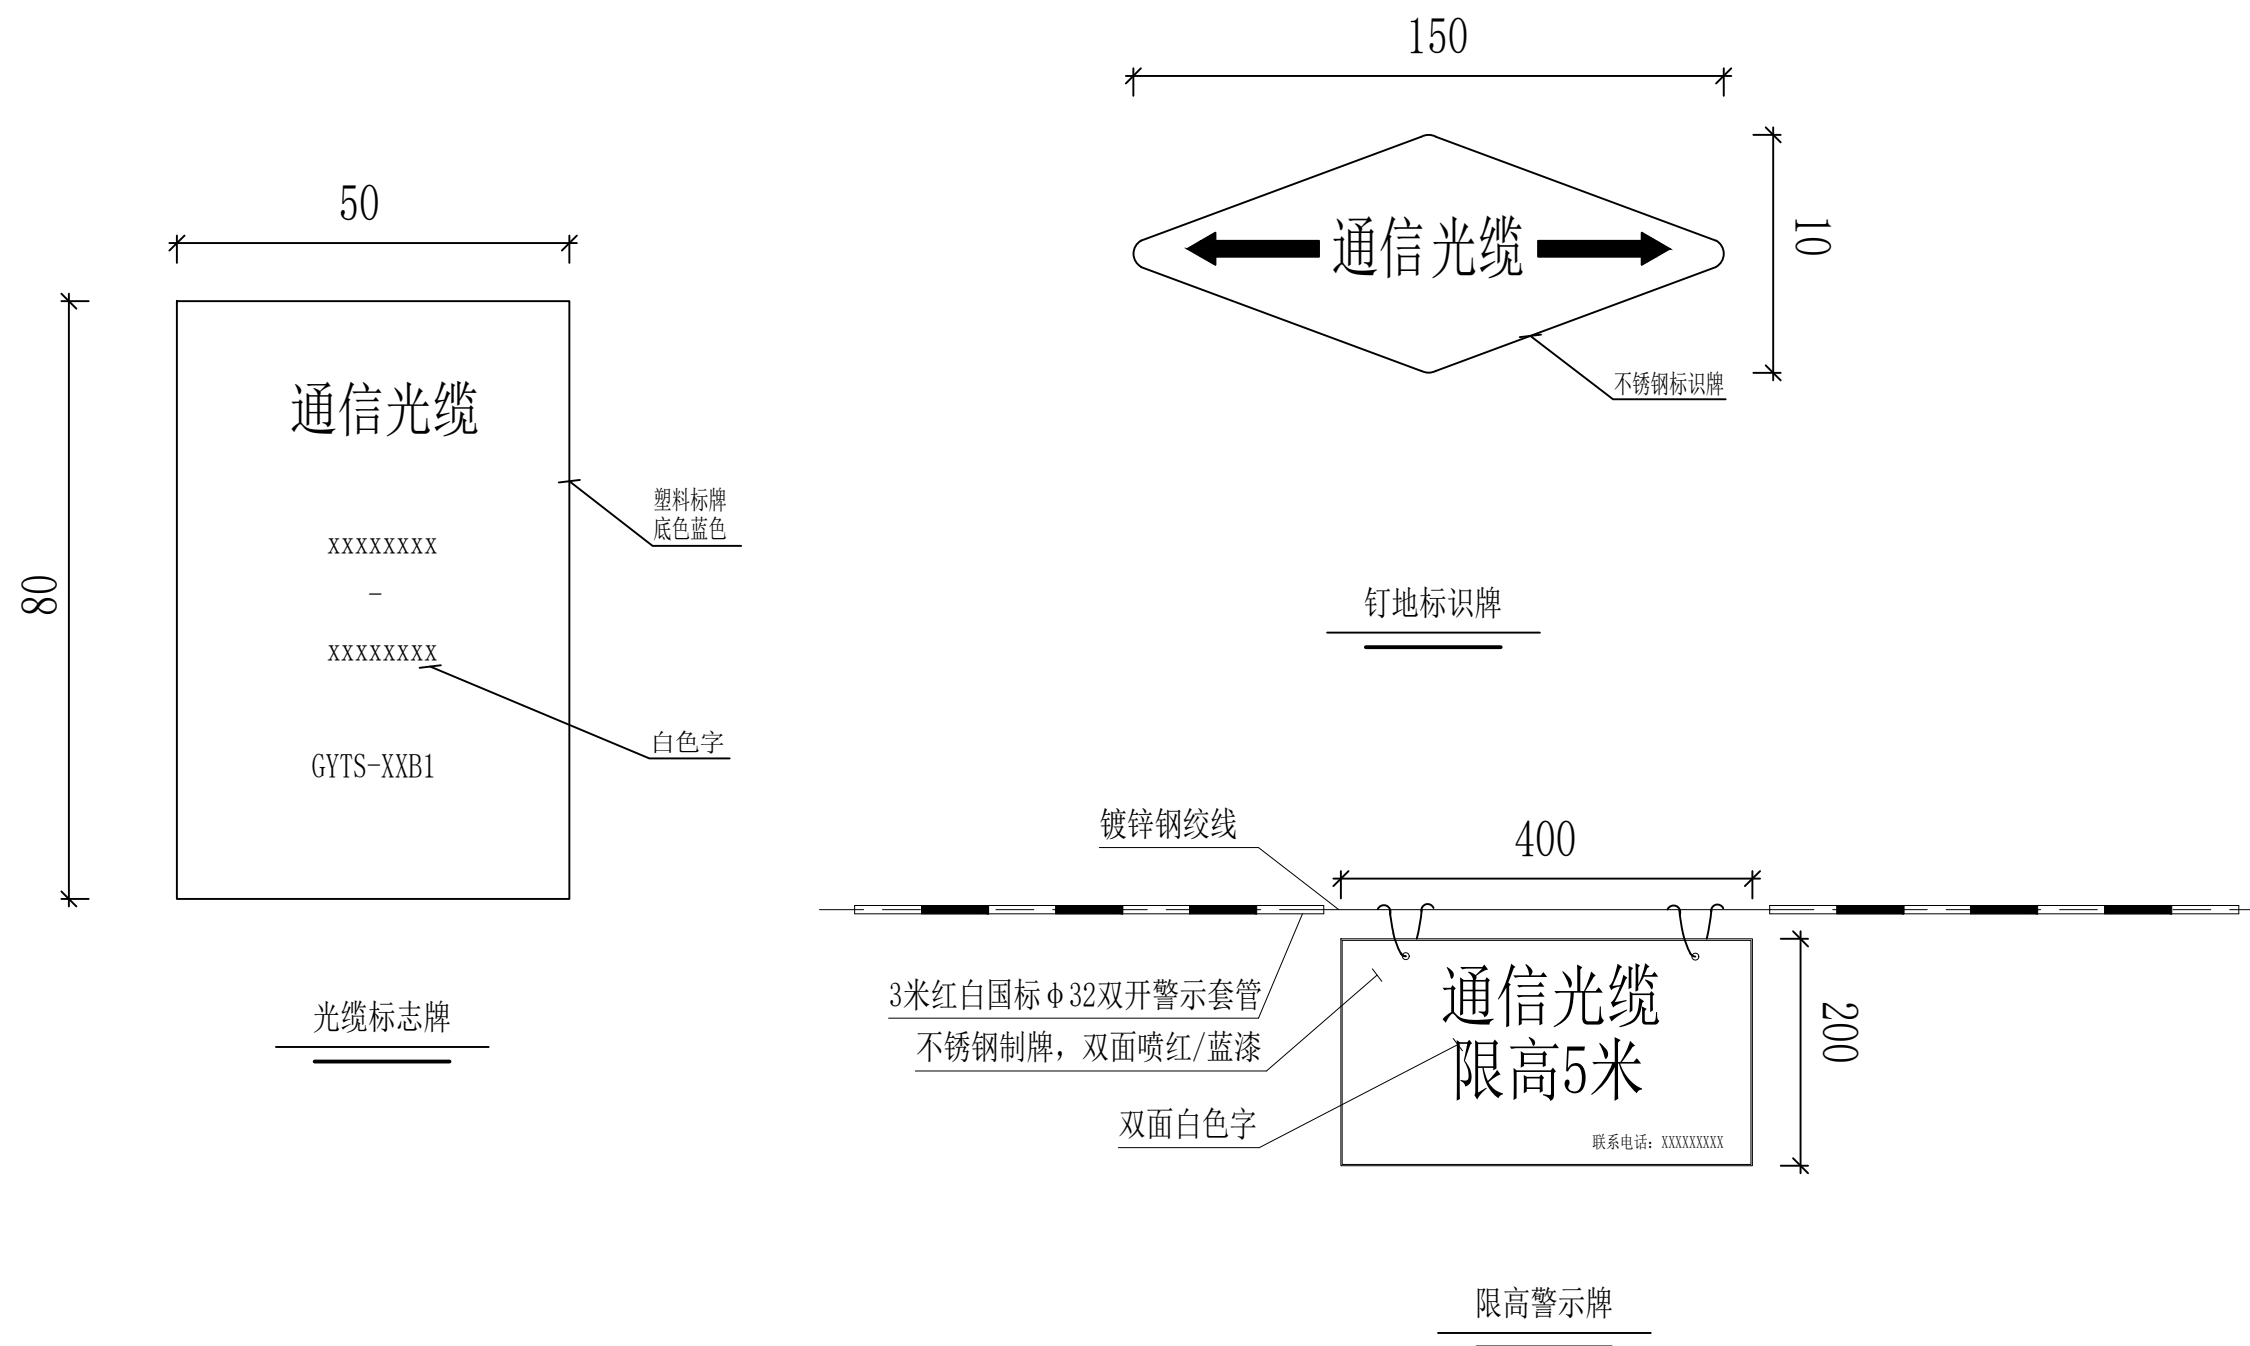 50
80
通信光缆
xxxxxxxx
-
xxxxxxxx
GYTS-XXB1
塑料标牌
底色蓝色
白色字
光缆标志牌
150
10
通信光缆
不锈钢标识牌
钉地标识牌
镀锌钢绞线
400
200
3米红白国标φ32双开警示套管
不锈钢制牌，双面喷红/蓝漆
双面白色字
通信光缆
限高5米
联系电话：XXXXXXXXX
限高警示牌